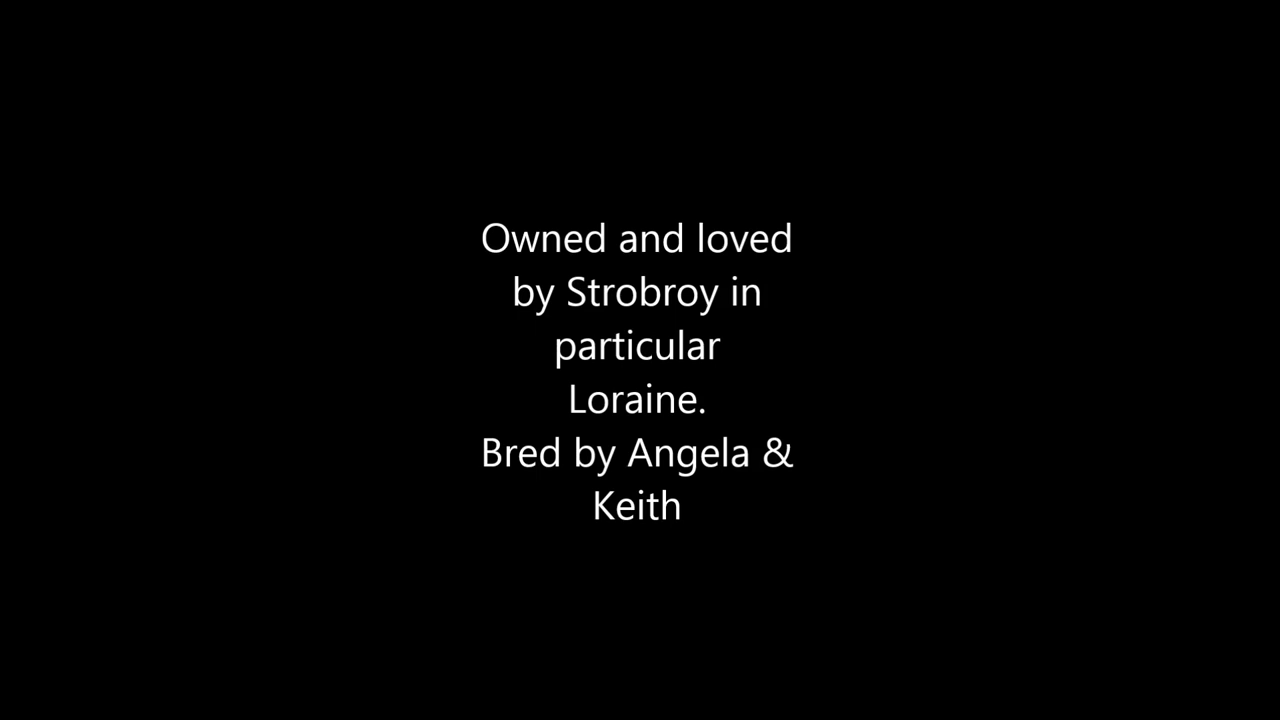 Owned and loved
by Strobroy in
particular
Loraine.
Bred by Angela &
Keith